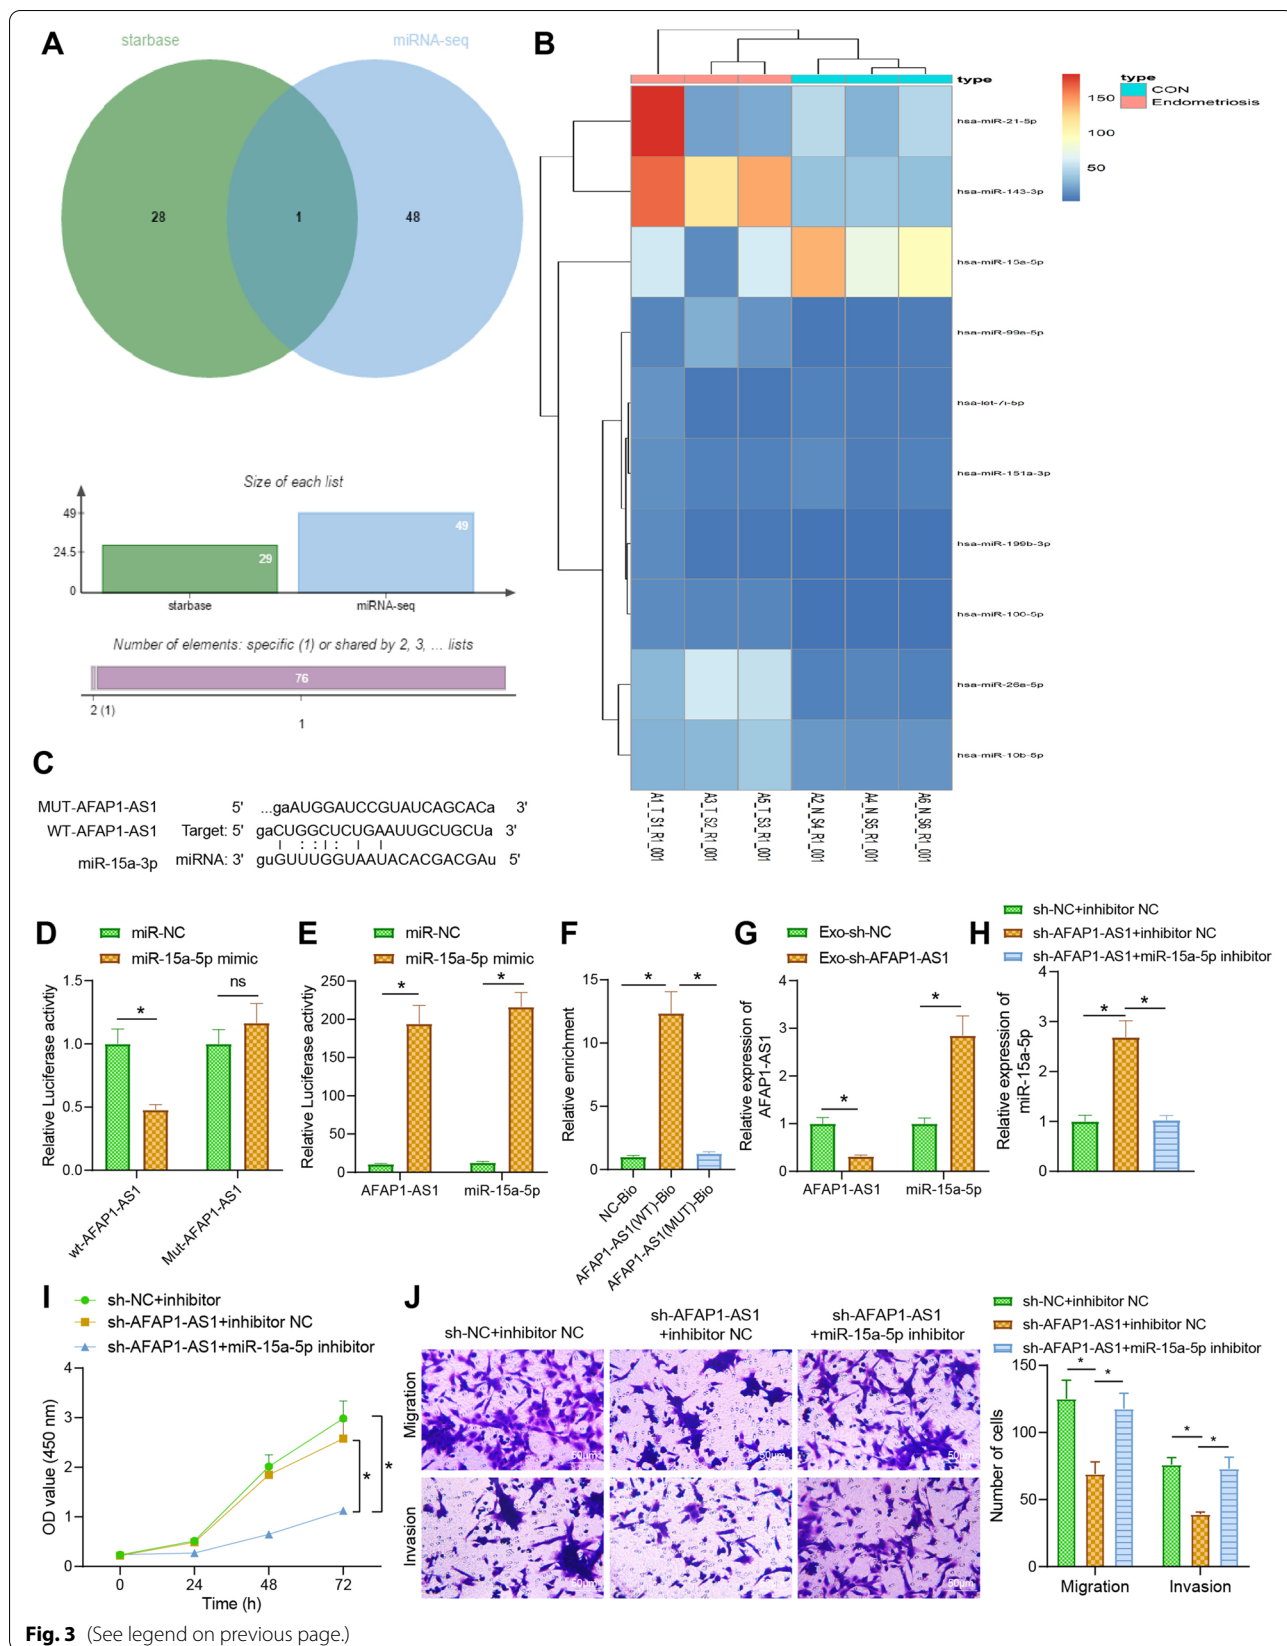 A
starbase
miRNA-seq
28
1
48
Size of each list
49
24.5
0
29
49
starbase
miRNA-seq
Number of elements: specific (1) or shared by 2, 3, ... lists
76
2 (1)
1
B
type
hsa-miR-21-5p
hsa-miR-143-3p
hsa-miR-15a-5p
hsa-miR-99a-5p
hsa-let-7i-5p
hsa-miR-151a-3p
hsa-miR-199b-3p
hsa-miR-100-5p
hsa-miR-26a-5p
hsa-miR-10b-5p
150
100
50
type
CON
Endometriosis
A1_T_S1_R1_001
A3_T_S2_R1_001
A5_T_S3_R1_001
A2_N_S4_R1_001
A4_N_S5_R1_001
A6_N_S6_R1_001
C
MUT-AFAP1-AS1 5' ...gaAUGGAUCCGUAUCAGCACa 3'
WT-AFAP1-AS1 Target: 5' gaCUGGCUCUGAAUUGCUGCUa 3'
miR-15a-3p miRNA: 3' guGUUUGGUAAUACACGACGAu 5'
D
miR-NC
miR-15a-5p mimic
Relative Luciferase activtiy
1.5
1.0
0.5
0.0
*
ns
wt-AFAP1-AS1
Mut-AFAP1-AS1
E
miR-NC
miR-15a-5p mimic
Relative Luciferase activtiy
250
200
150
100
50
0
*
*
AFAP1-AS1
miR-15a-5p
F
Relative enrichment
15
10
5
0
*
*
NC-Bio
AFAP1-AS1(WT)-Bio
AFAP1-AS1(MUT)-Bio
G
Exo-sh-NC
Exo-sh-AFAP1-AS1
Relative expression of
AFAP1-AS1
4
3
2
1
0
*
*
AFAP1-AS1
miR-15a-5p
H
sh-NC+inhibitor NC
sh-AFAP1-AS1+inhibitor NC
sh-AFAP1-AS1+miR-15a-5p inhibitor
Relative expression of
miR-15a-5p
4
3
2
1
0
*
*
I
sh-NC+inhibitor
sh-AFAP1-AS1+inhibitor NC
sh-AFAP1-AS1+miR-15a-5p inhibitor
OD value (450 nm)
4
3
2
1
0
*
*
0
24
48
72
Time (h)
J
sh-NC+inhibitor NC
sh-AFAP1-AS1
+inhibitor NC
sh-AFAP1-AS1
+miR-15a-5p inhibitor
Migration
50μm
50μm
50μm
Invasion
50μm
50μm
50μm
sh-NC+inhibitor NC
sh-AFAP1-AS1+inhibitor NC
sh-AFAP1-AS1+miR-15a-5p inhibitor
Number of cells
150
100
50
0
*
*
*
*
Migration
Invasion
Fig. 3 (See legend on previous page.)